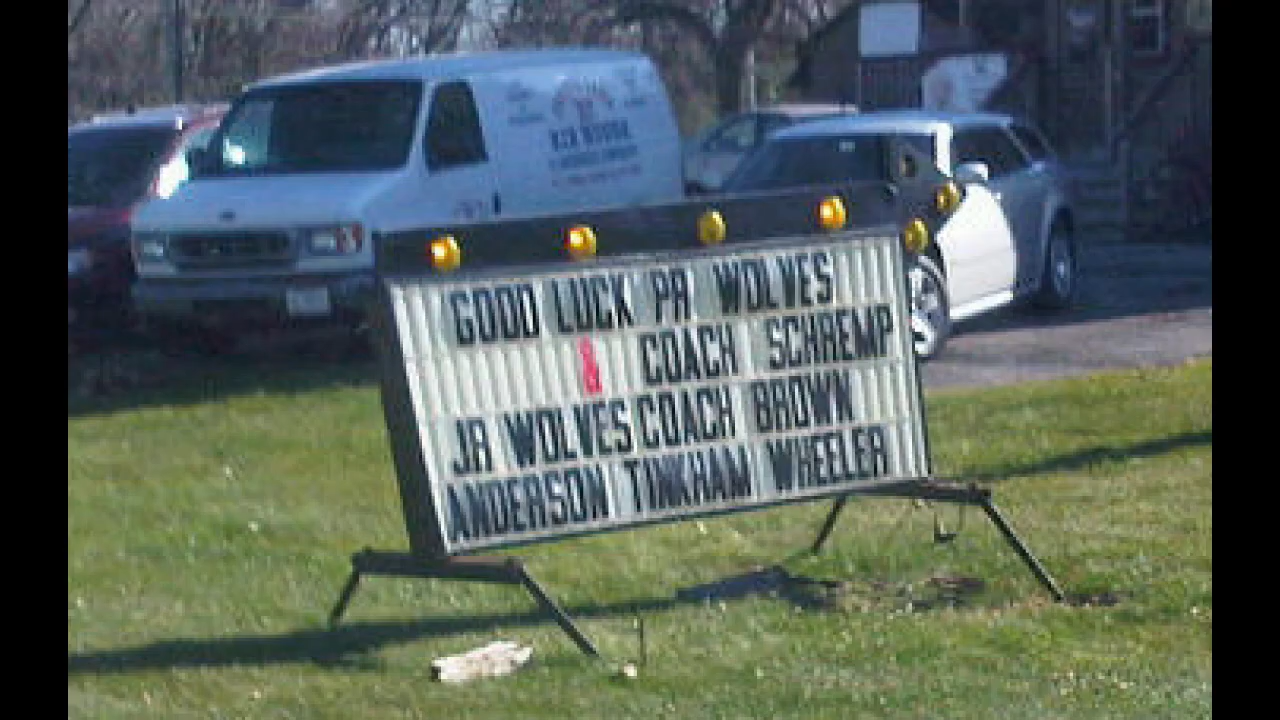 GOOD LUCK PR. WOLVES
& COACH SCHREMP
JR WOLVES COACH BROWN
ANDERSON TINKHAM WHEELER